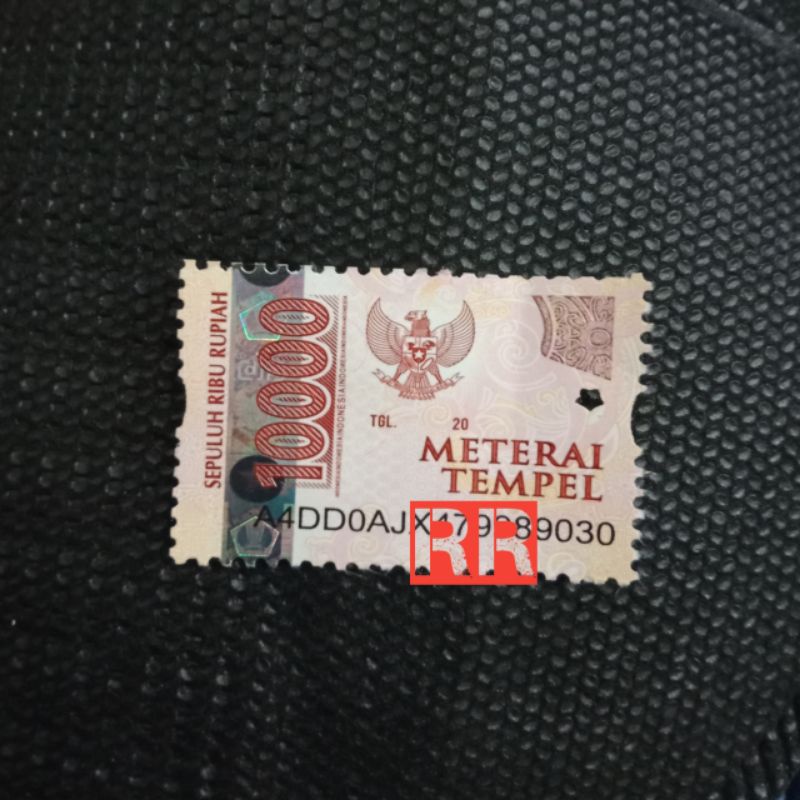 SEPULUH RIBU RUPIAH
10000
TGL. 20
METERAI
TEMPEL
RR